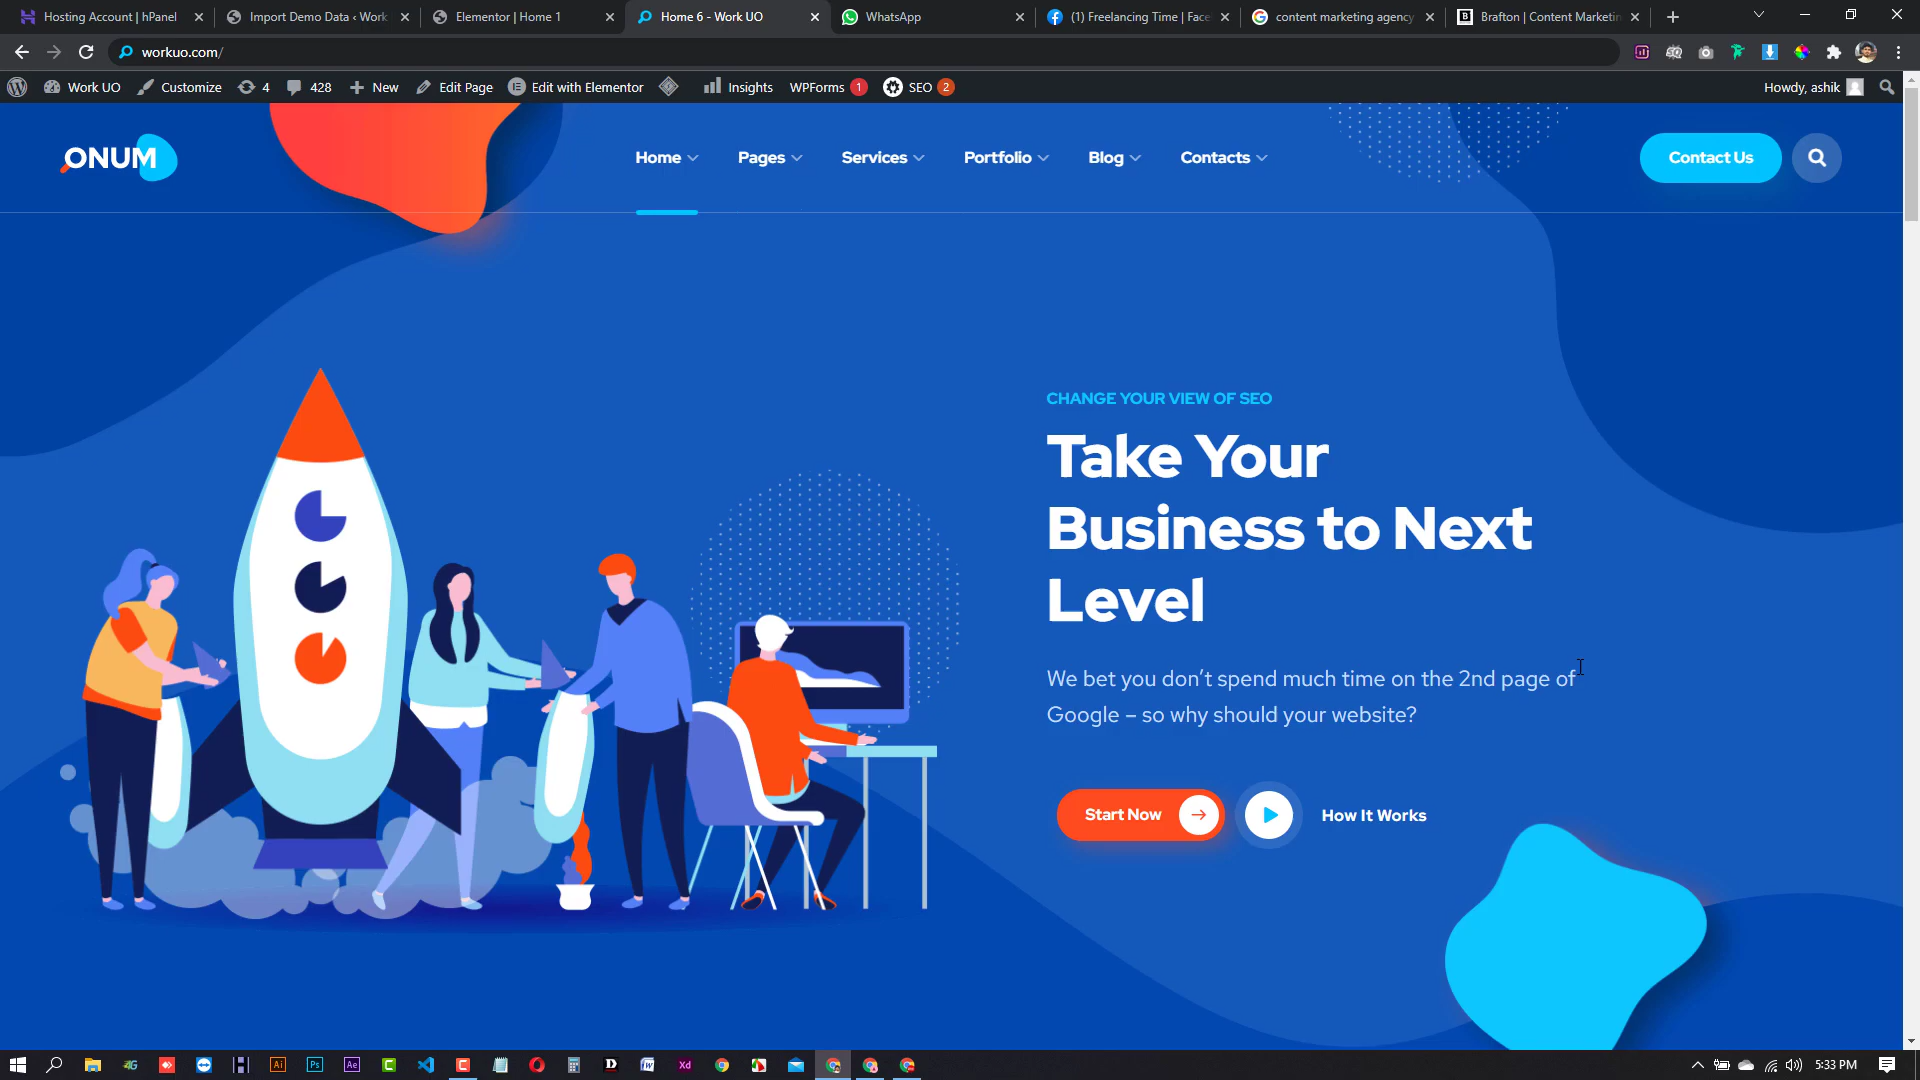 Hosting Account | hPanel
Import Demo Data ‹ Work
Elementor | Home 1
Home 6 - Work UO
WhatsApp
(1) Freelancing Time | Face
content marketing agency
Brafton | Content Marketin
workuo.com/
Work UO
Customize
4
428
New
Edit Page
Edit with Elementor
Insights
WPForms 1
SEO 2
Howdy, ashik
ONUM
Home
Pages
Services
Portfolio
Blog
Contacts
Contact Us
CHANGE YOUR VIEW OF SEO
Take Your
Business to Next
Level
We bet you don’t spend much time on the 2nd page of
Google – so why should your website?
Start Now
How It Works
5:33 PM